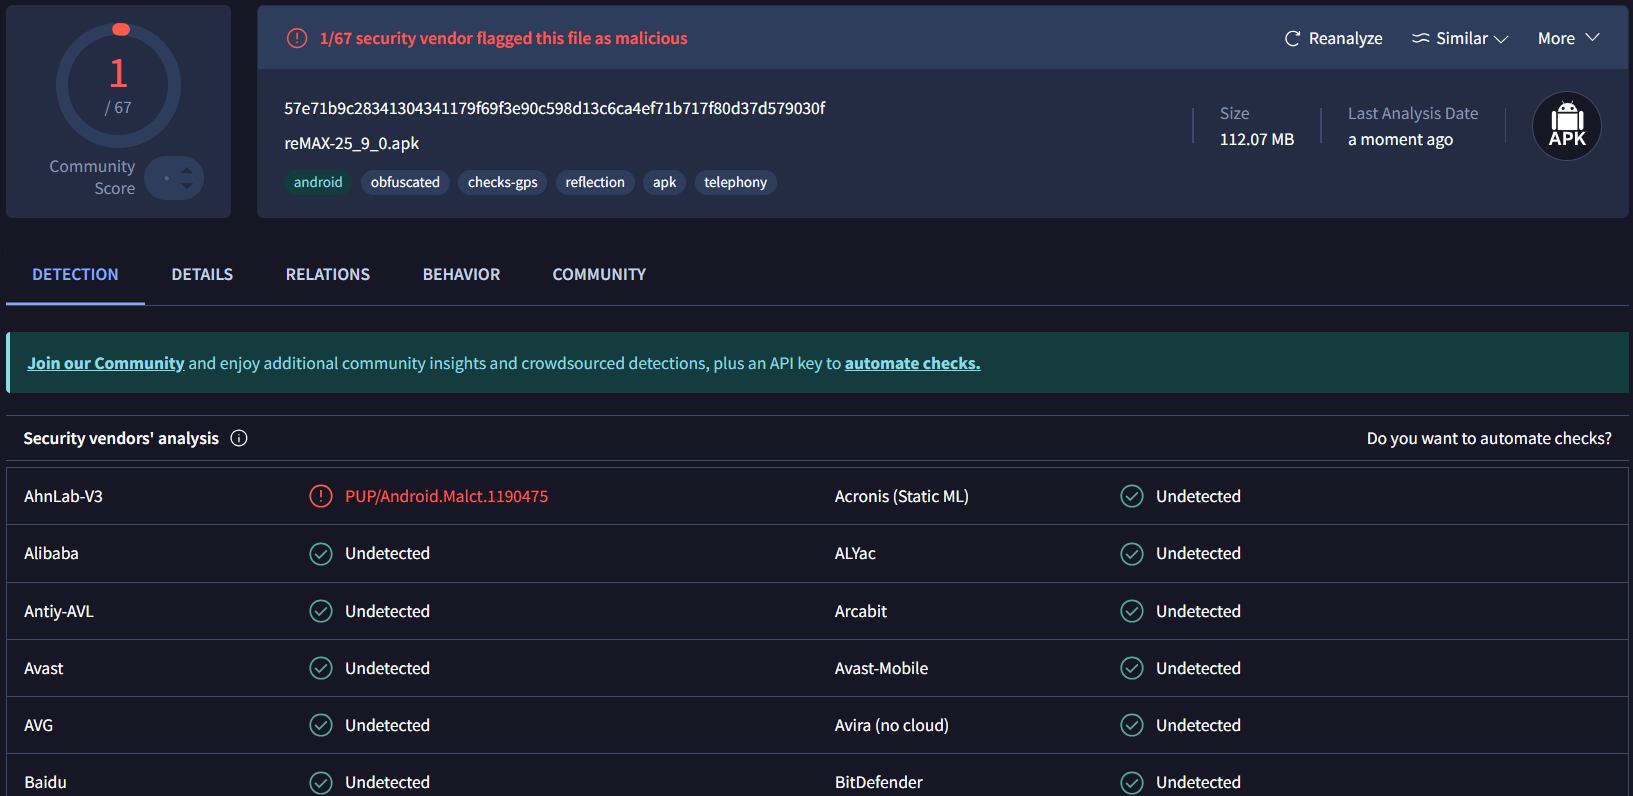 1
/ 67
Community
Score
1/67 security vendor flagged this file as malicious
Reanalyze
Similar
More
57e71b9c28341304341179f69f3e90c598d13c6ca4ef71b717f80d37d579030f
reMAX-25_9_0.apk
android
obfuscated
checks-gps
reflection
apk
telephony
Size
112.07 MB
Last Analysis Date
a moment ago
APK
DETECTION
DETAILS
RELATIONS
BEHAVIOR
COMMUNITY
Join our Community and enjoy additional community insights and crowdsourced detections, plus an API key to automate checks.
Security vendors' analysis
Do you want to automate checks?
AhnLab-V3 PUP/Android.Malct.1190475 Acronis (Static ML) Undetected
Alibaba Undetected ALYac Undetected
Antiy-AVL Undetected Arcabit Undetected
Avast Undetected Avast-Mobile Undetected
AVG Undetected Avira (no cloud) Undetected
Baidu Undetected BitDefender Undetected